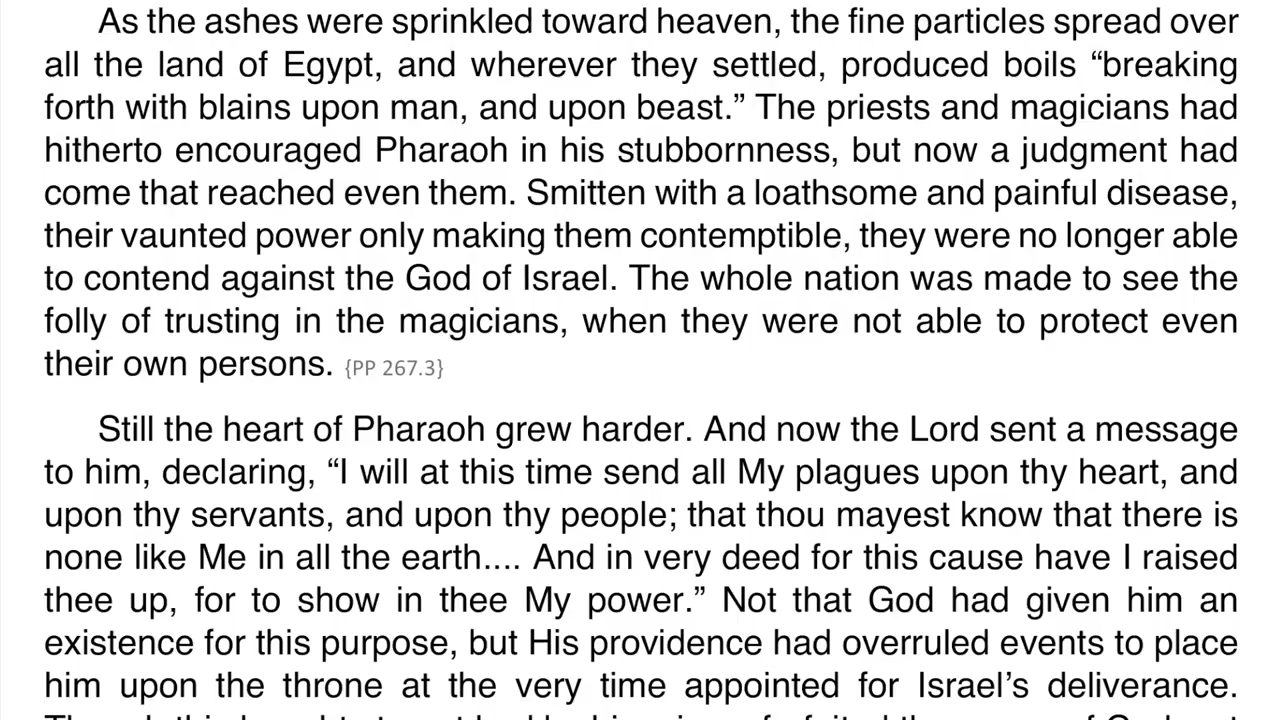 As the ashes were sprinkled toward heaven, the fine particles spread over
all the land of Egypt, and wherever they settled, produced boils “breaking
forth with blains upon man, and upon beast.” The priests and magicians had
hitherto encouraged Pharaoh in his stubbornness, but now a judgment had
come that reached even them. Smitten with a loathsome and painful disease,
their vaunted power only making them contemptible, they were no longer able
to contend against the God of Israel. The whole nation was made to see the
folly of trusting in the magicians, when they were not able to protect even
their own persons. {PP 267.3}
Still the heart of Pharaoh grew harder. And now the Lord sent a message
to him, declaring, “I will at this time send all My plagues upon thy heart, and
upon thy servants, and upon thy people; that thou mayest know that there is
none like Me in all the earth.... And in very deed for this cause have I raised
thee up, for to show in thee My power.” Not that God had given him an
existence for this purpose, but His providence had overruled events to place
him upon the throne at the very time appointed for Israel’s deliverance.